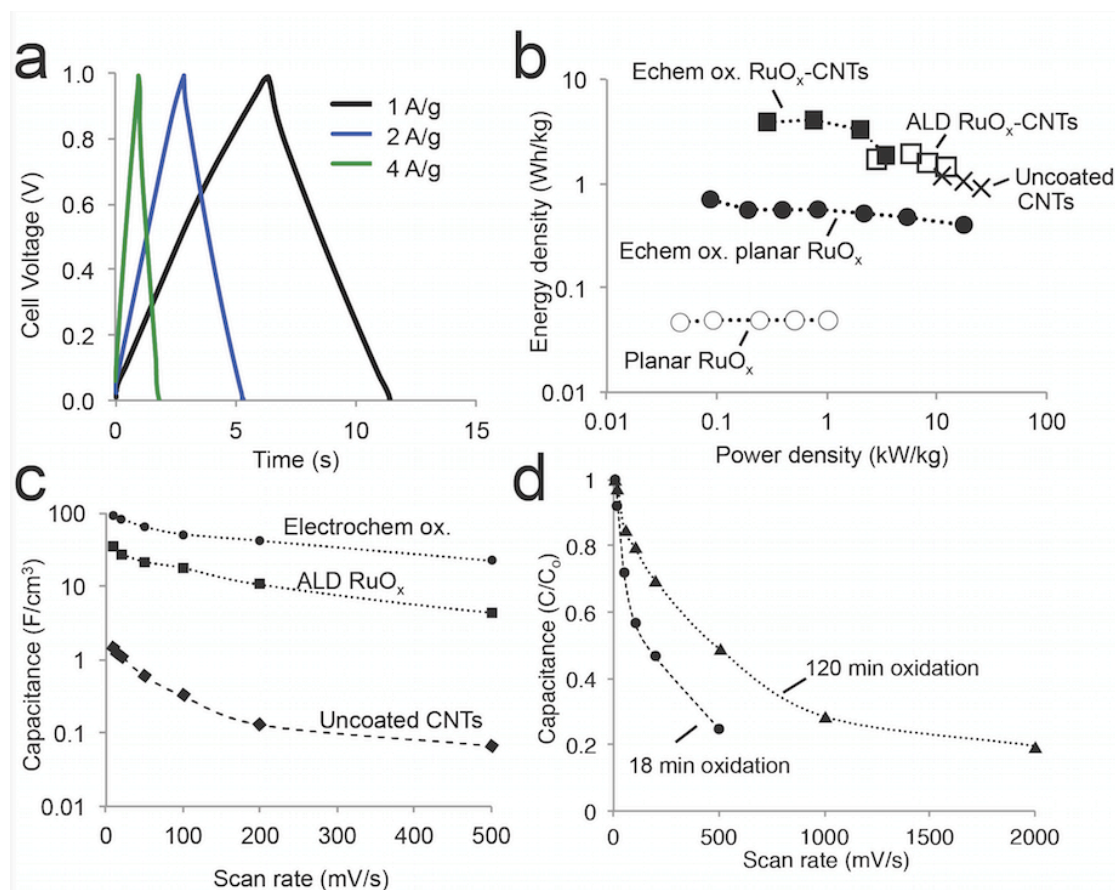 a
1.0
0.8
0.6
0.4
0.2
0.0
Cell Voltage (V)
1 A/g
2 A/g
4 A/g
0
5
10
15
Time (s)
b
10
1
0.1
0.01
Energy density (Wh/kg)
Echem ox. RuOₓ-CNTs
ALD RuOₓ-CNTs
Uncoated
CNTs
Echem ox. planar RuOₓ
Planar RuOₓ
0.01
0.1
1
10
100
Power density (kW/kg)
c
100
10
1
0.1
0.01
Capacitance (F/cm³)
Electrochem ox.
ALD RuOₓ
Uncoated CNTs
0
100
200
300
400
500
Scan rate (mV/s)
d
1
0.8
0.6
0.4
0.2
0
Capacitance (C/Cₒ)
120 min oxidation
18 min oxidation
0
500
1000
1500
2000
Scan rate (mV/s)